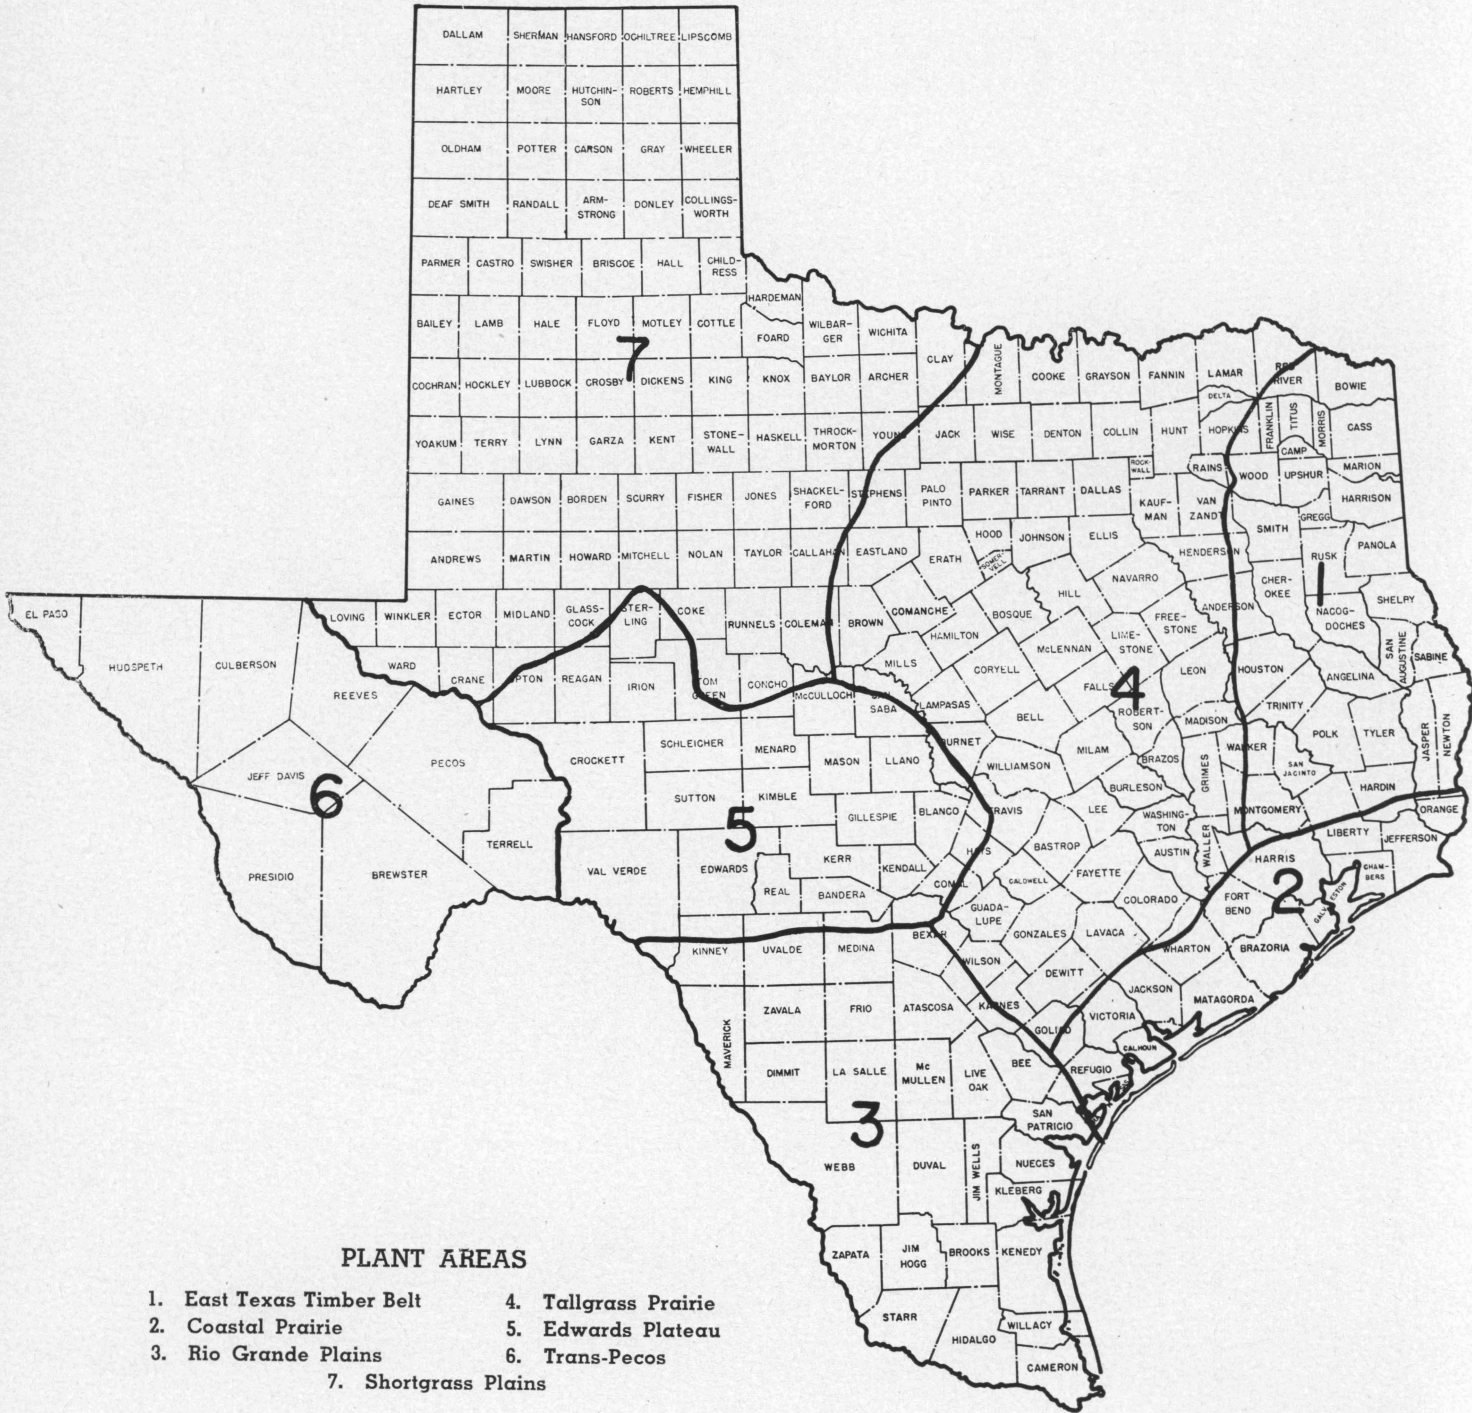 DALLAM SHERMAN HANSFORD OCHILTREE LIPSCOMB
HARTLEY MOORE HUTCHIN- ROBERTS HEMPHILL
SON
OLDHAM POTTER CARSON GRAY WHEELER
DEAF SMITH RANDALL ARM- DONLEY COLLINGS-
STRONG WORTH
PARMER CASTRO SWISHER BRISCOE HALL CHILD-
RESS
HARDEMAN
BAILEY LAMB HALE FLOYD MOTLEY COTTLE WILBAR- WICHITA
GER
FOARD
7
CLAY MONTAGUE
COCHRAN HOCKLEY LUBBOCK CROSBY DICKENS KING KNOX BAYLOR ARCHER COOKE GRAYSON FANNIN LAMAR RED
RIVER BOWIE
DELTA
YOAKUM TERRY LYNN GARZA KENT STONE- HASKELL THROCK- YOUNG JACK WISE DENTON COLLIN HUNT HOPKINS FRANKLIN TITUS MORRIS CASS
WALL MORTON
CAMP
ROCK-
WALL RAINS WOOD UPSHUR MARION
GAINES DAWSON BORDEN SCURRY FISHER JONES SHACKEL- STEPHENS PALO PARKER TARRANT DALLAS KAUF- VAN HARRISON
FORD PINTO MAN ZANDT
SMITH GREGG
ANDREWS MARTIN HOWARD MITCHELL NOLAN TAYLOR CALLAHAN EASTLAND ERATH HOOD JOHNSON ELLIS HENDERSON RUSK PANOLA
SOMER-
VELL
NAVARRO CHER-
OKEE 1
EL PASO LOVING WINKLER ECTOR MIDLAND GLASS- STER- COKE RUNNELS COLEMAN BROWN COMANCHE BOSQUE HILL FREE- ANDERSON NACOG- SHELPY
COCK LING STONE DOCHES
HAMILTON McLENNAN LIME-
STONE SAN
AUGUSTINE SABINE
HUDSPETH CULBERSON REEVES WARD CRANE UPTON REAGAN IRION TOM
GREEN CONCHO McCULLOCH SAN
SABA MILLS CORYELL FALLS LEON HOUSTON ANGELINA
4
LAMPASAS BELL ROBERT-
SON MADISON TRINITY
JEFF DAVIS PECOS CROCKETT SCHLEICHER MENARD MASON LLANO BURNET WILLIAMSON MILAM BRAZOS GRIMES WALKER SAN
JACINTO POLK TYLER JASPER NEWTON
6
SUTTON KIMBLE BURLESON HARDIN
5
GILLESPIE BLANCO TRAVIS LEE WASHING-
TON MONTGOMERY LIBERTY ORANGE
TERRELL KERR KENDALL HAYS BASTROP AUSTIN WALLER HARRIS JEFFERSON
PRESIDIO BREWSTER VAL VERDE EDWARDS REAL BANDERA COMAL CALDWELL FAYETTE CHAM-
BERS
2
GUADA-
LUPE COLORADO FORT
BEND GALVESTON
KINNEY UVALDE MEDINA BEXAR GONZALES LAVACA WHARTON BRAZORIA
WILSON DEWITT
MAVERICK ZAVALA FRIO ATASCOSA KARNES JACKSON MATAGORDA
GOLIAD VICTORIA
CALHOUN
DIMMIT LA SALLE Mc
MULLEN LIVE
OAK BEE REFUGIO
3
SAN
PATRICIO
WEBB DUVAL JIM WELLS NUECES
KLEBERG
ZAPATA JIM
HOGG BROOKS KENEDY
STARR HIDALGO WILLACY
CAMERON
PLANT AREAS
1. East Texas Timber Belt
2. Coastal Prairie
3. Rio Grande Plains
4. Tallgrass Prairie
5. Edwards Plateau
6. Trans-Pecos
7. Shortgrass Plains